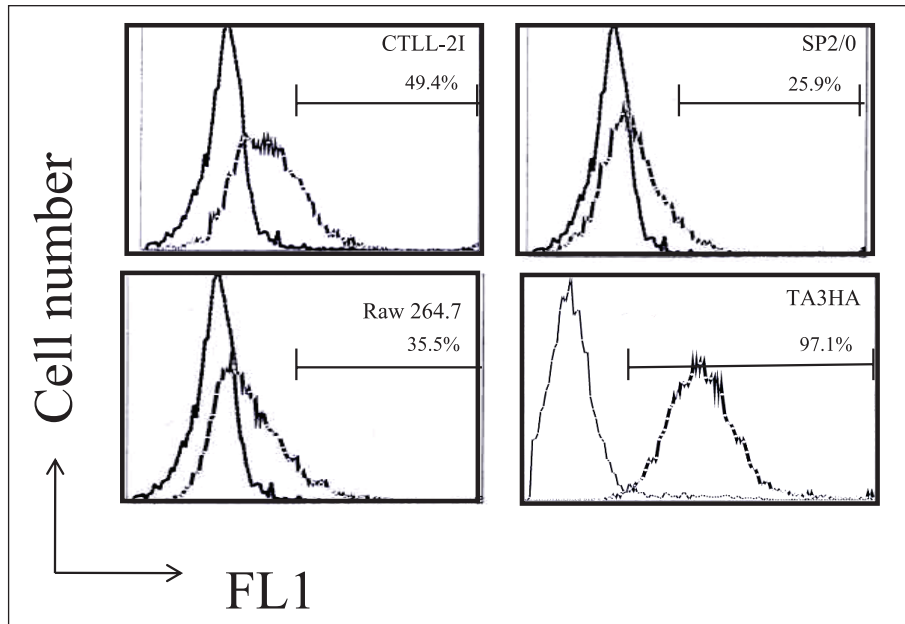 CTLL-2I
49.4%
SP2/0
25.9%
Raw 264.7
35.5%
TA3HA
97.1%
Cell number
FL1